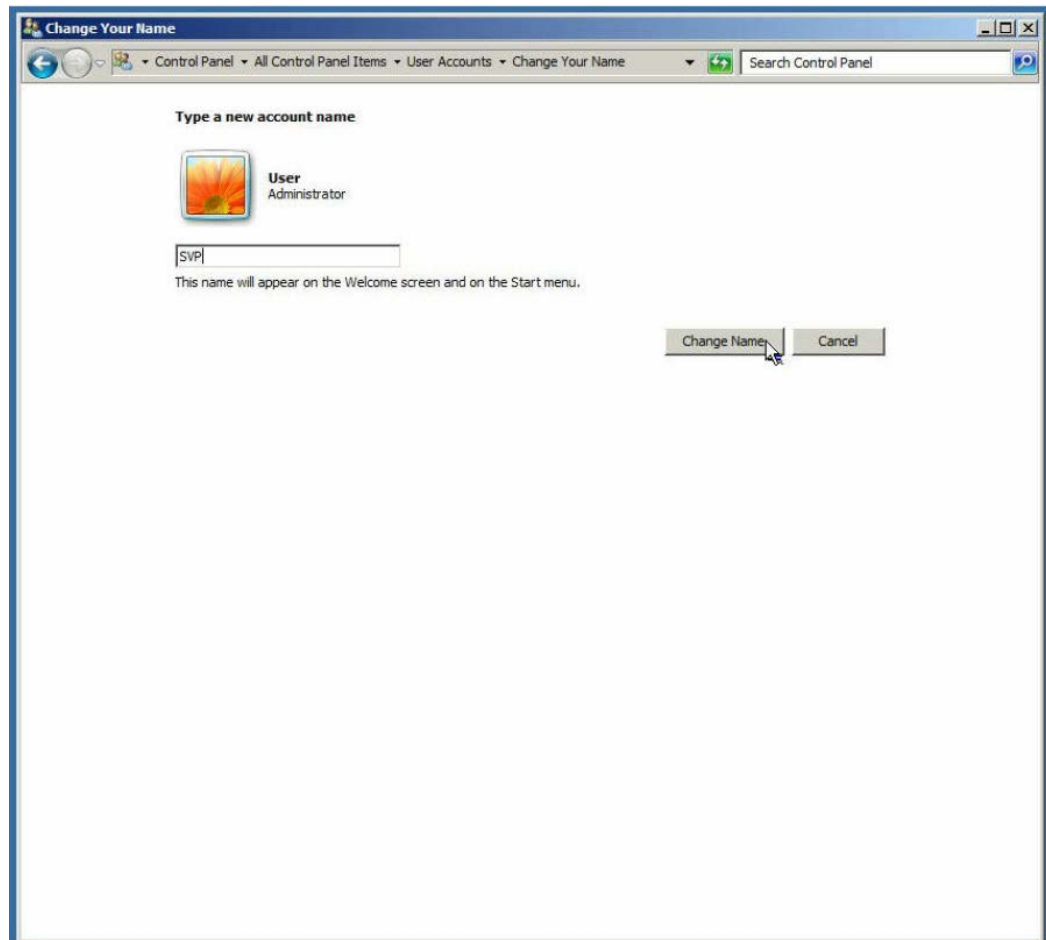 Change Your Name
Control Panel All Control Panel Items User Accounts Change Your Name Search Control Panel
Type a new account name
User
Administrator
SVP
This name will appear on the Welcome screen and on the Start menu.
Change Name Cancel